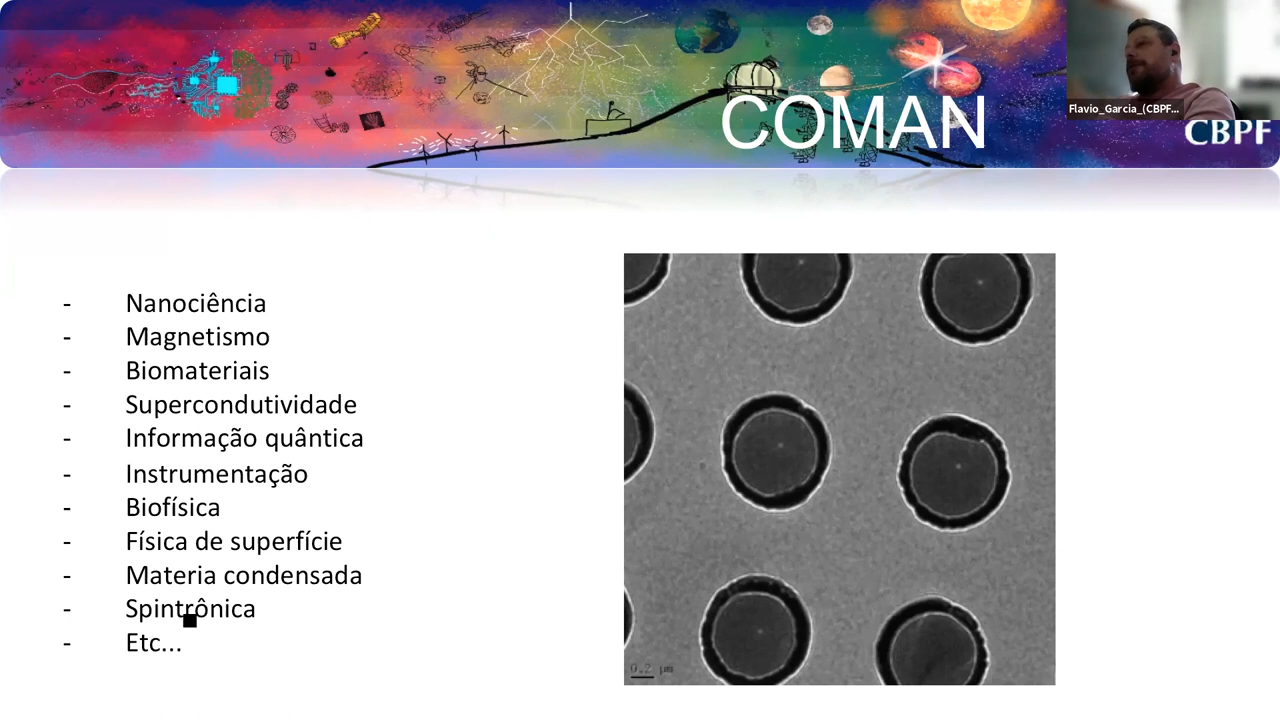 COMAN
Flavio_Garcia_(CBPF...
CBPF
- Nanociência
- Magnetismo
- Biomateriais
- Supercondutividade
- Informação quântica
- Instrumentação
- Biofísica
- Física de superfície
- Materia condensada
- Spintrônica
- Etc...
0.2 µm